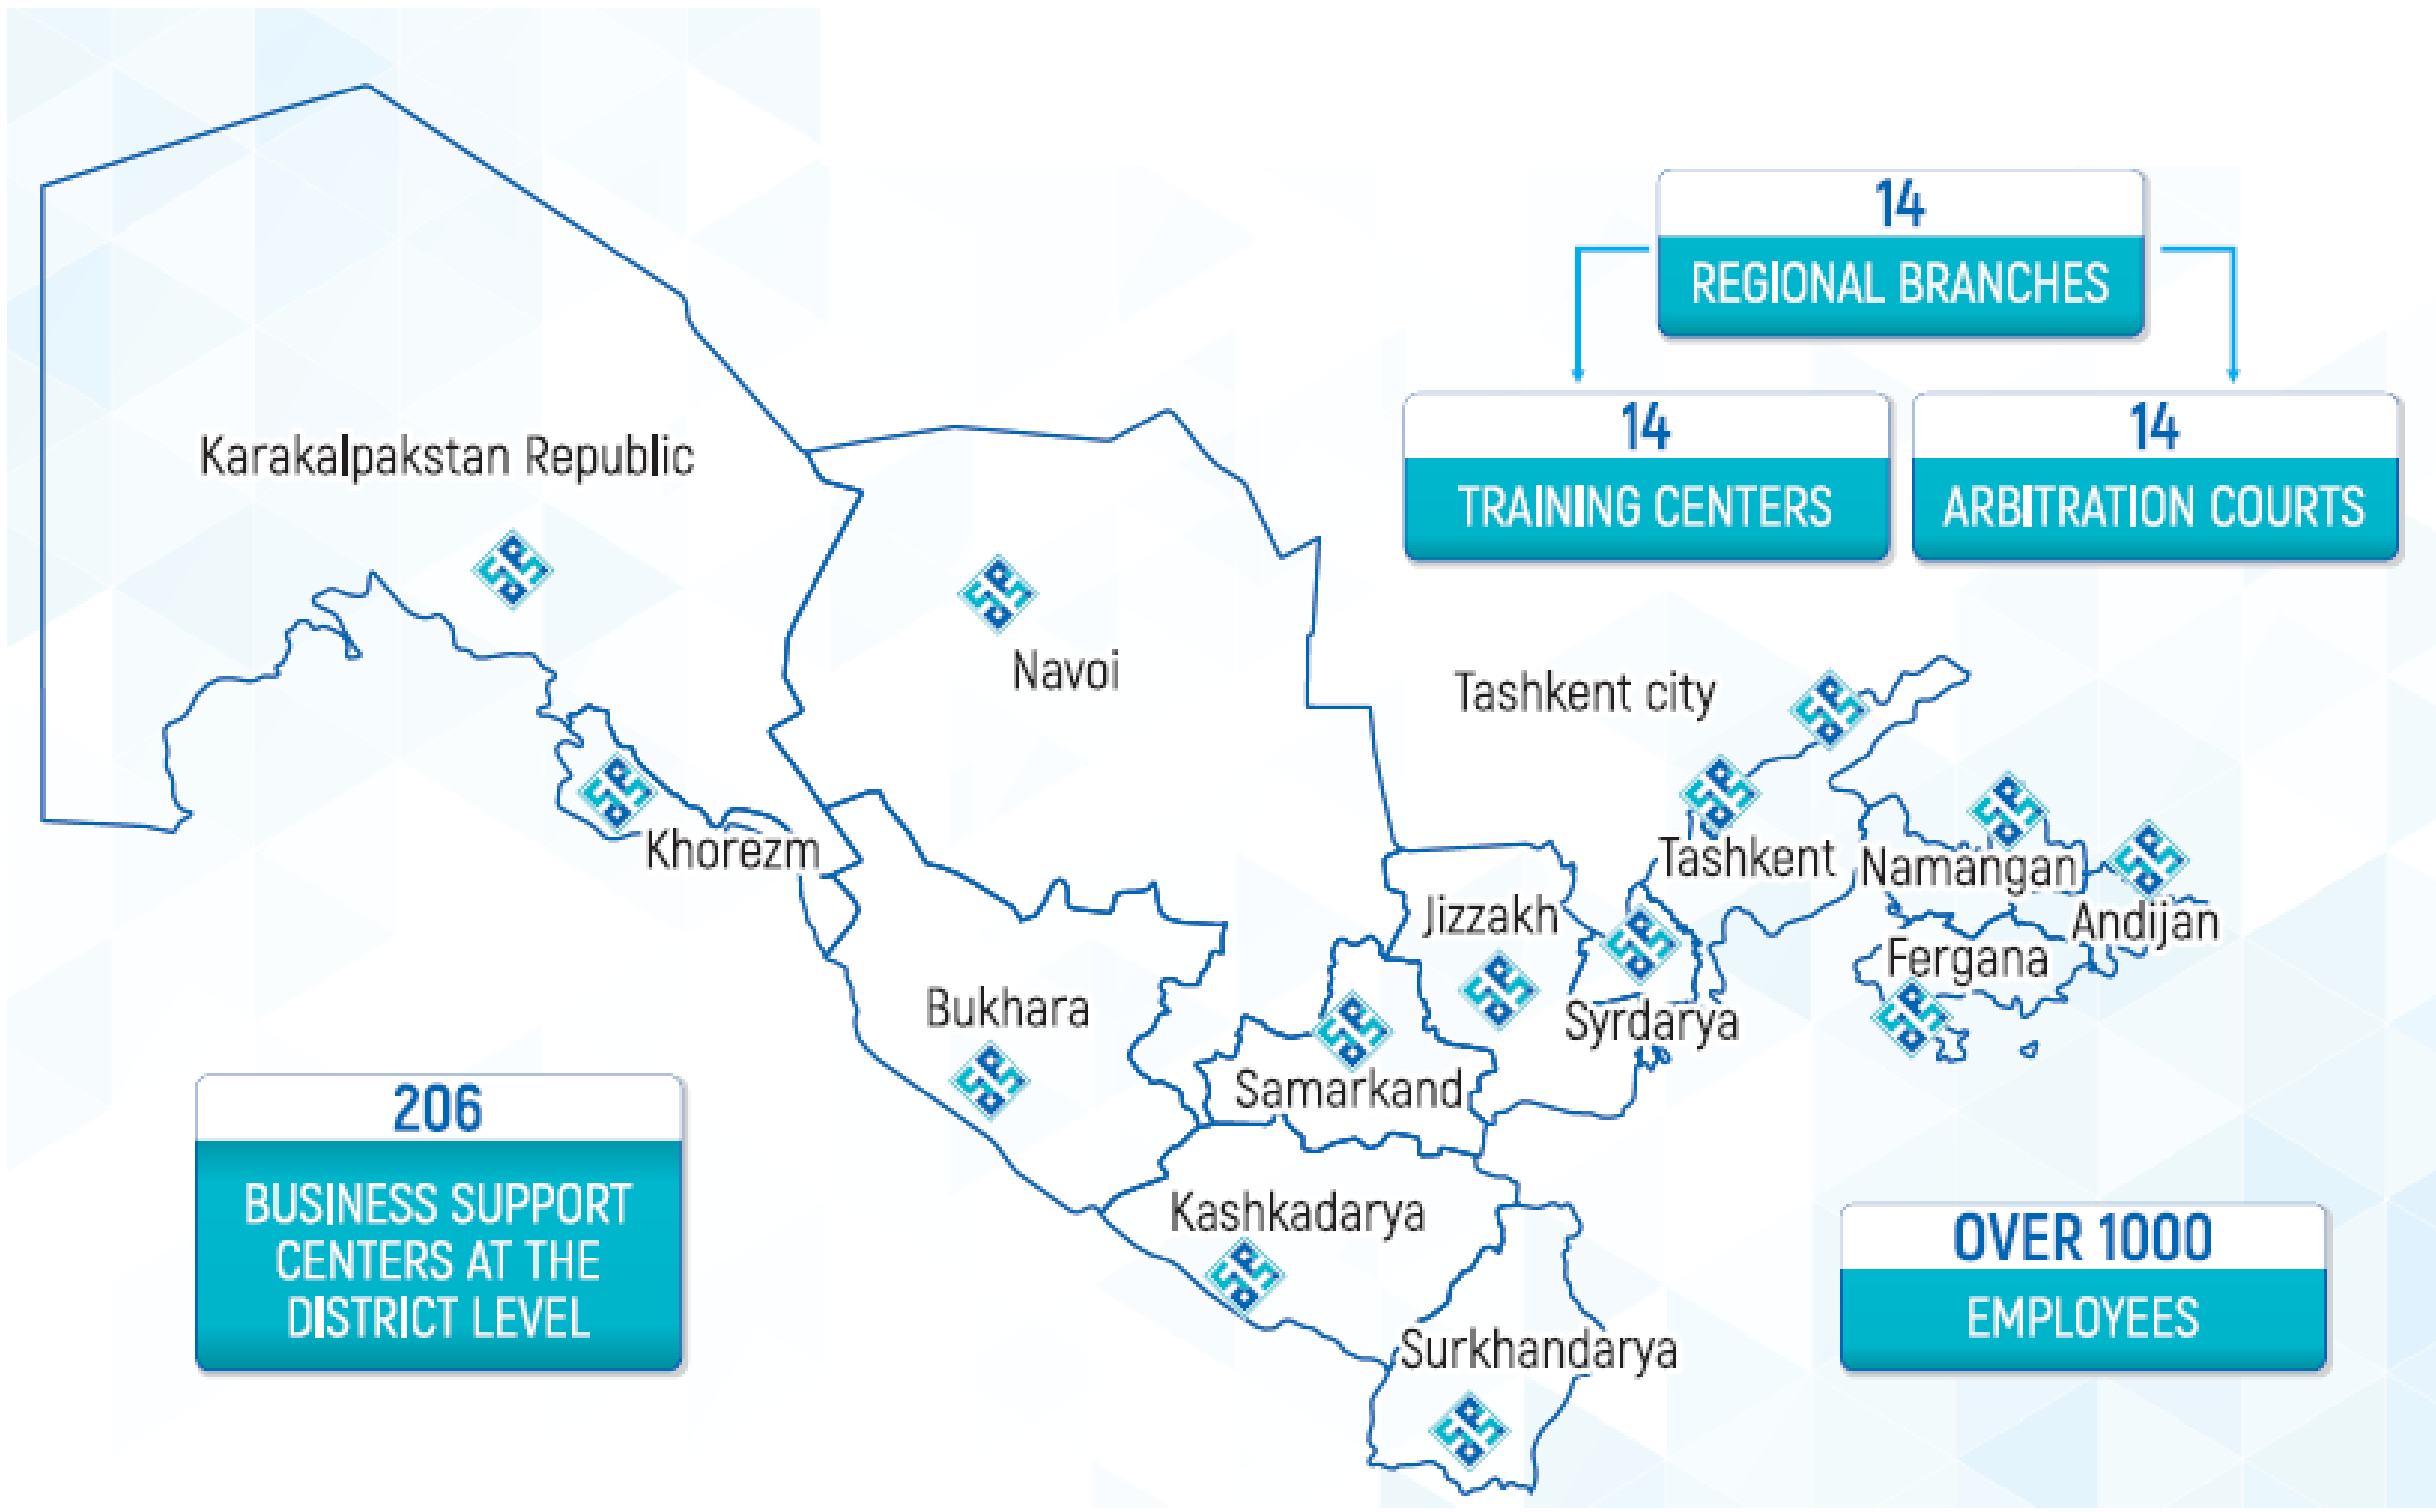 14
REGIONAL BRANCHES
14
TRAINING CENTERS
14
ARBITRATION COURTS
Karakalpakstan Republic
Navoi
Tashkent city
Khorezm
Tashkent
Namangan
Jizzakh
Andijan
Fergana
Bukhara
Syrdarya
Samarkand
Kashkadarya
Surkhandarya
206
BUSINESS SUPPORT
CENTERS AT THE
DISTRICT LEVEL
OVER 1000
EMPLOYEES